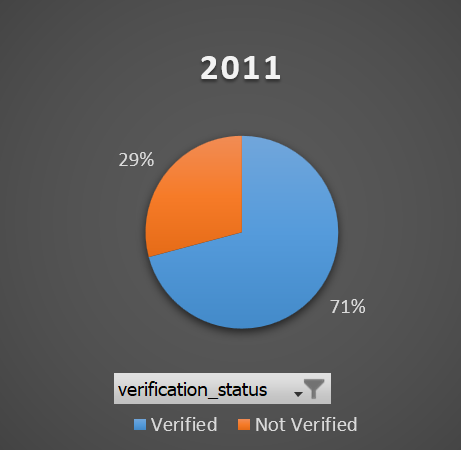 2011
29%
71%
verification_status
Verified Not Verified